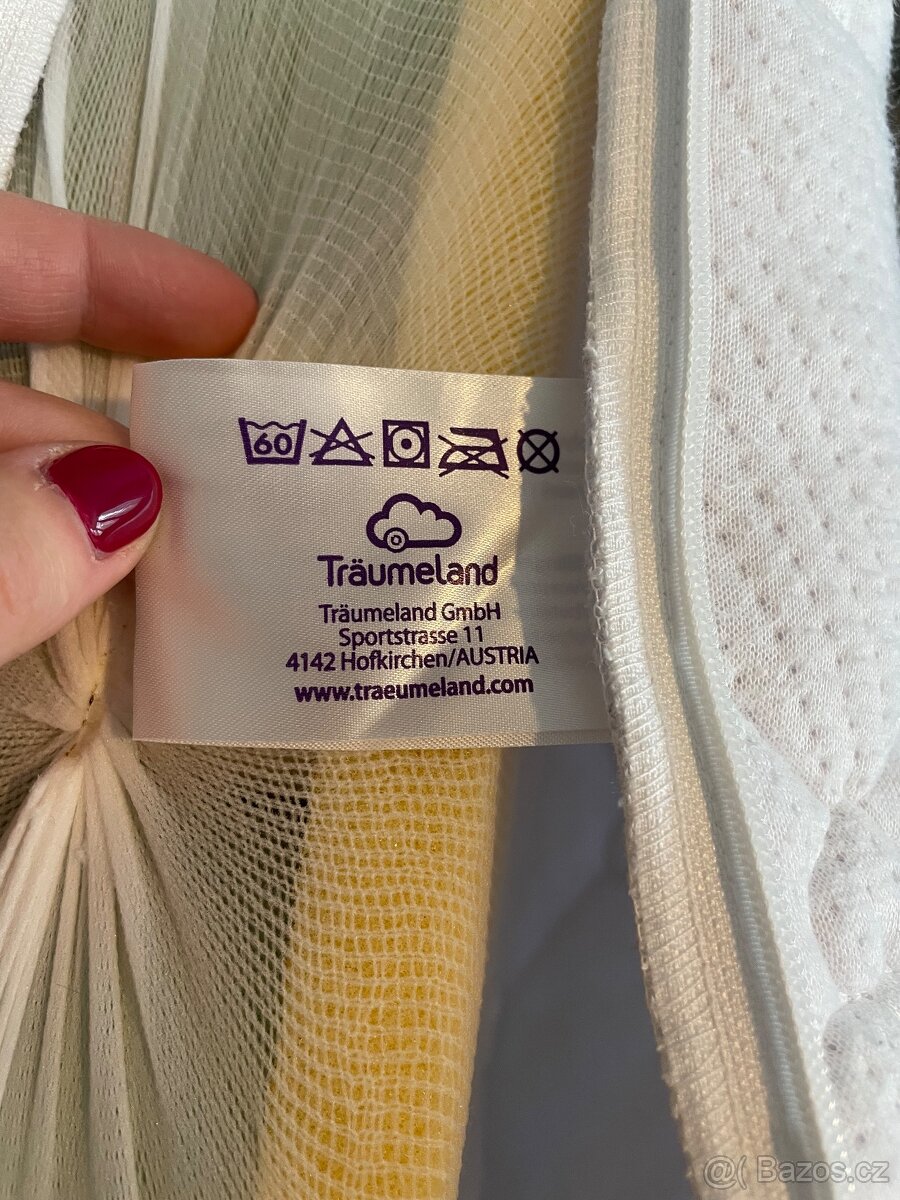 60
Träumeland
Träumeland GmbH
Sportstrasse 11
4142 Hofkirchen/AUSTRIA
www.traeumeland.com
@( Bazos.cz